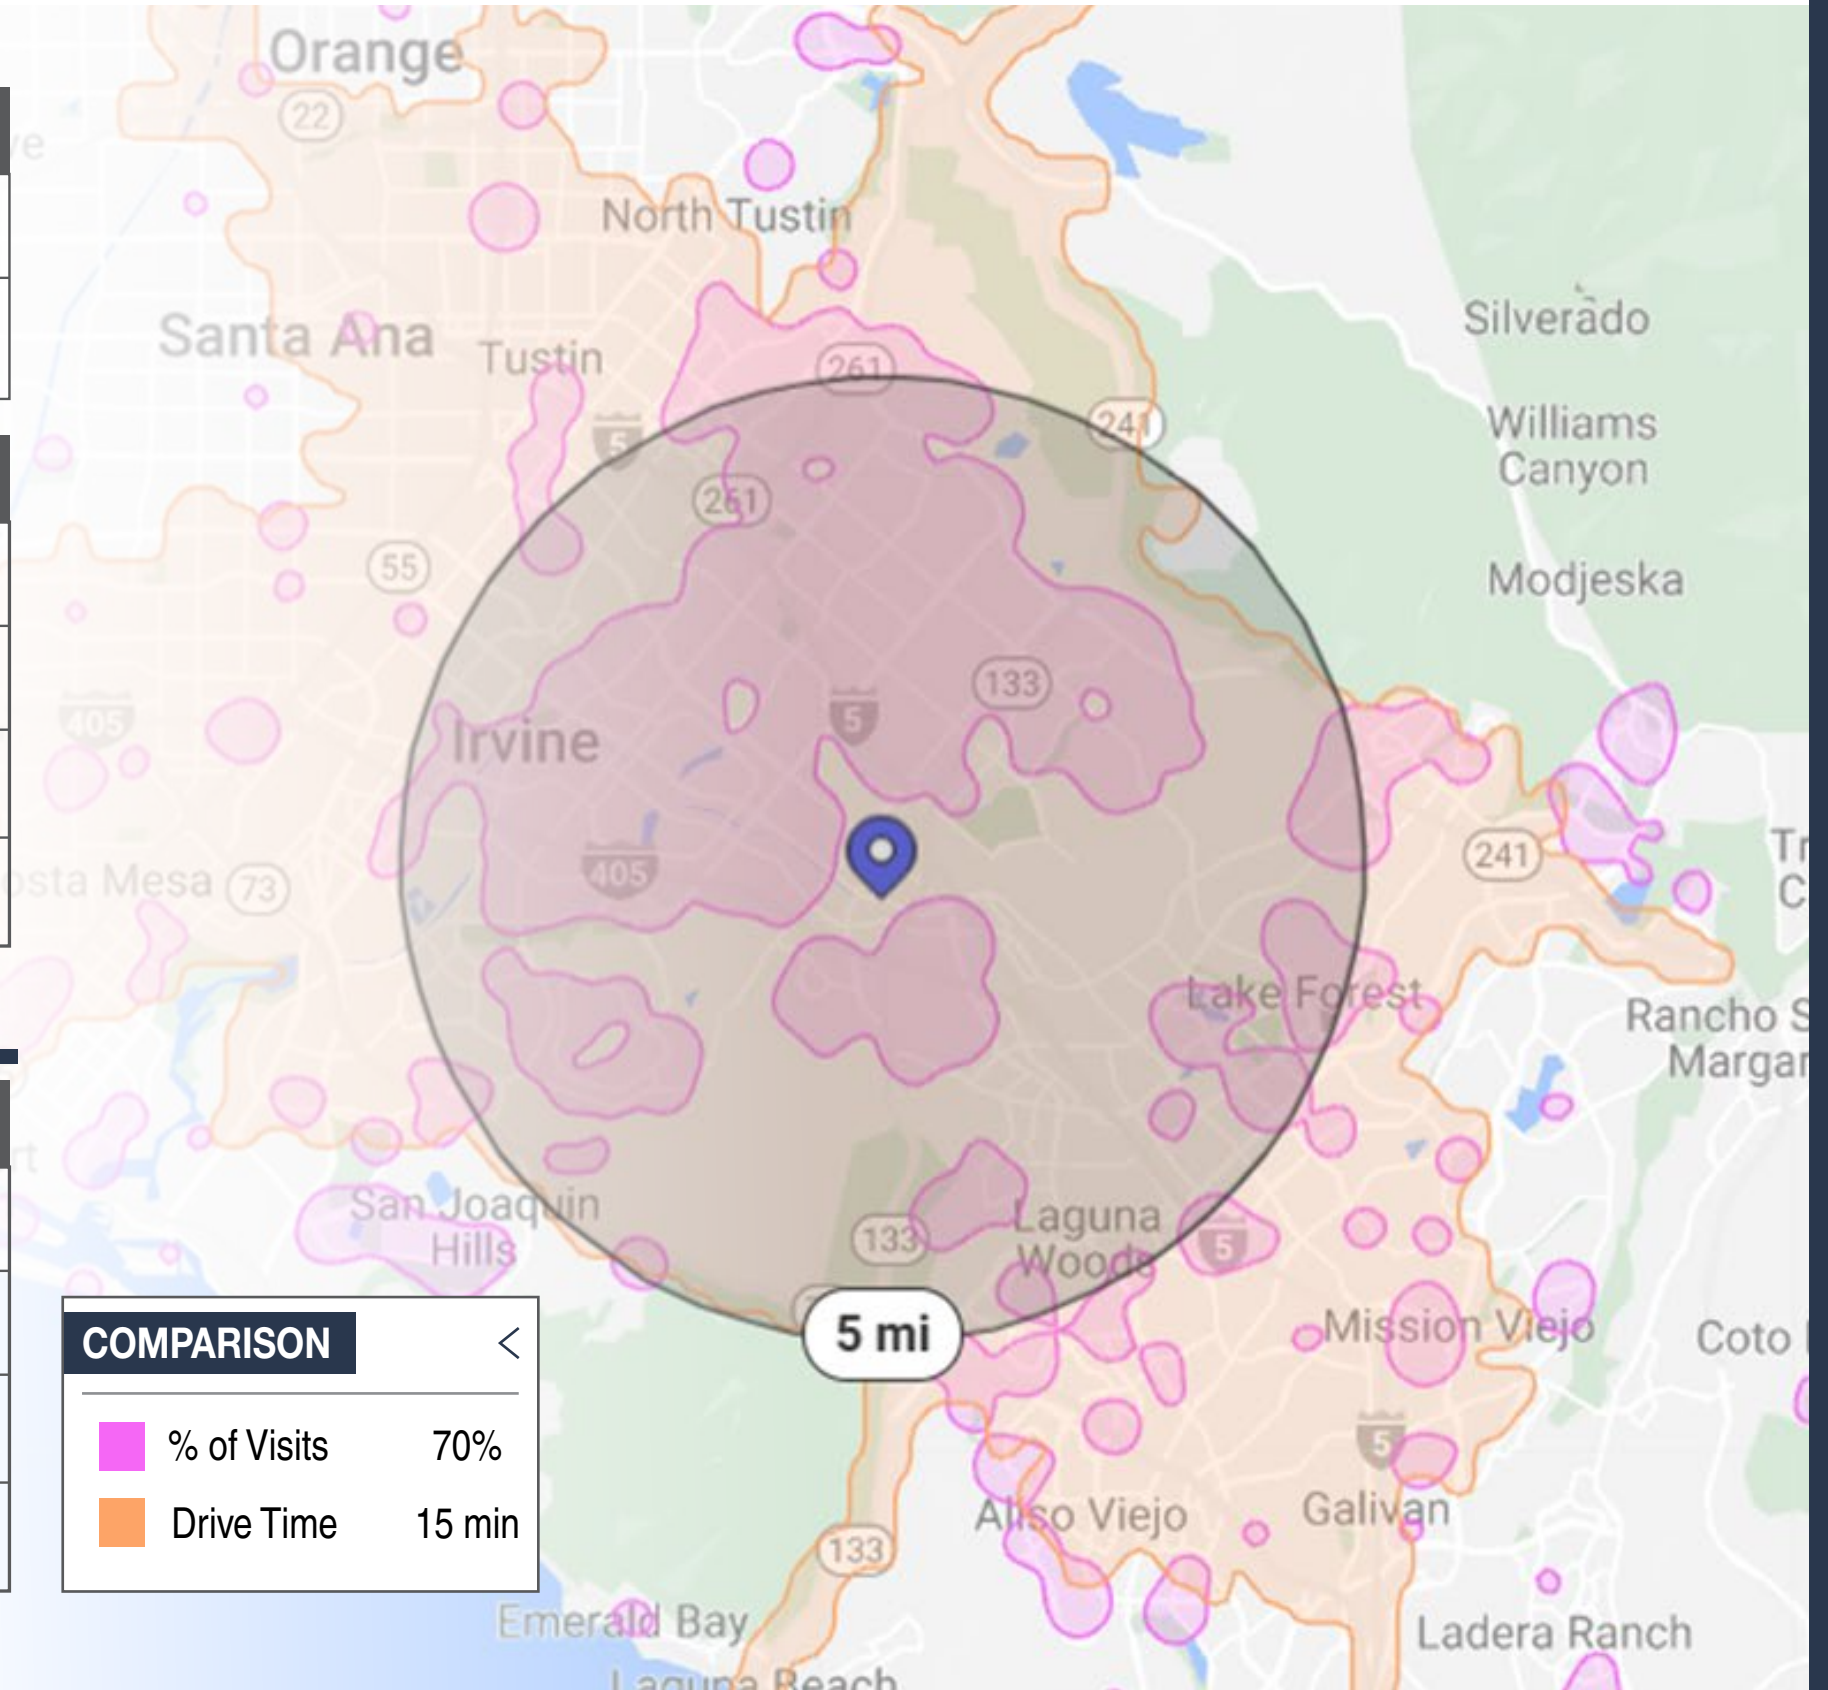 Orange
22
North Tustin
Santa Ana
Tustin
261
5
241
261
55
Silverado
Williams
Canyon
Modjeska
133
405
Irvine
5
405
osta Mesa
73
241
Lake Forest
Rancho S
Margar
San Joaquin
Hills
133
Laguna
Woods
5
5 mi
Mission Viejo
Coto
COMPARISON <
% of Visits 70%
Drive Time 15 min
5
Aliso Viejo
Galivan
133
Emerald Bay
Ladera Ranch
Laguna Beach